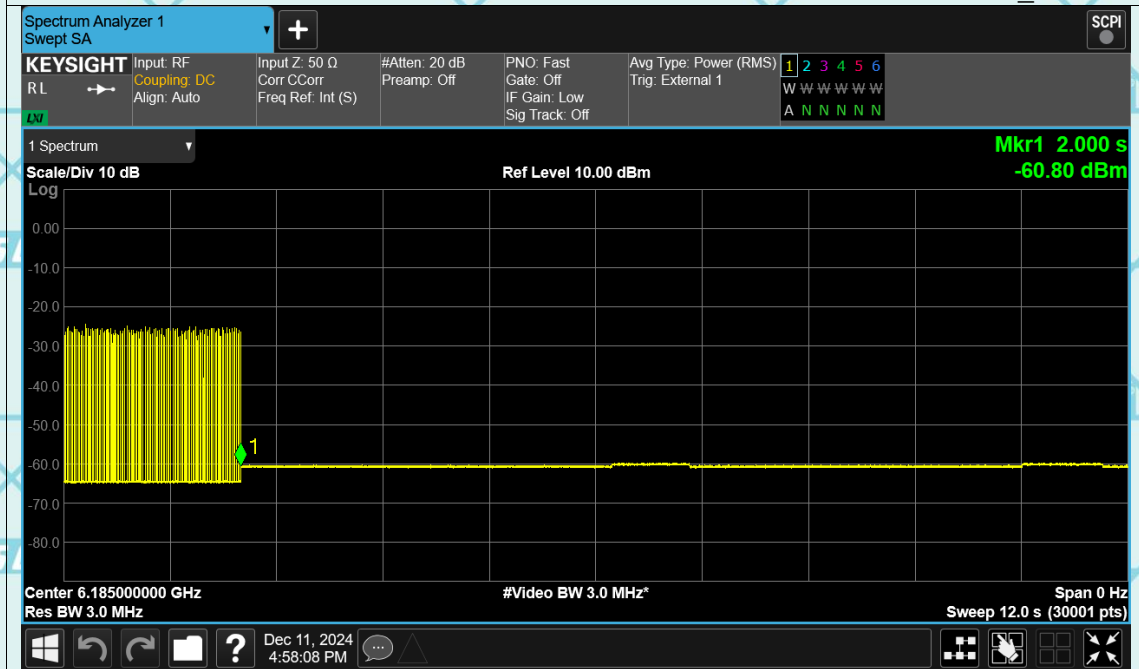 Spectrum Analyzer 1
Swept SA
SCPI
KEYSIGHT
RL
LXI
Input: RF
Coupling: DC
Align: Auto
Input Z: 50 Ω
Corr CCorr
Freq Ref: Int (S)
#Atten: 20 dB
Preamp: Off
PNO: Fast
Gate: Off
IF Gain: Low
Sig Track: Off
Avg Type: Power (RMS)
Trig: External 1
1 2 3 4 5 6
W W W W W W
A N N N N N
1 Spectrum
Mkr1 2.000 s
-60.80 dBm
Scale/Div 10 dB
Ref Level 10.00 dBm
Log
0.00
-10.0
-20.0
-30.0
-40.0
-50.0
1
-60.0
-70.0
-80.0
Center 6.185000000 GHz
#Video BW 3.0 MHz*
Span 0 Hz
Res BW 3.0 MHz
Sweep 12.0 s (30001 pts)
Dec 11, 2024
4:58:08 PM